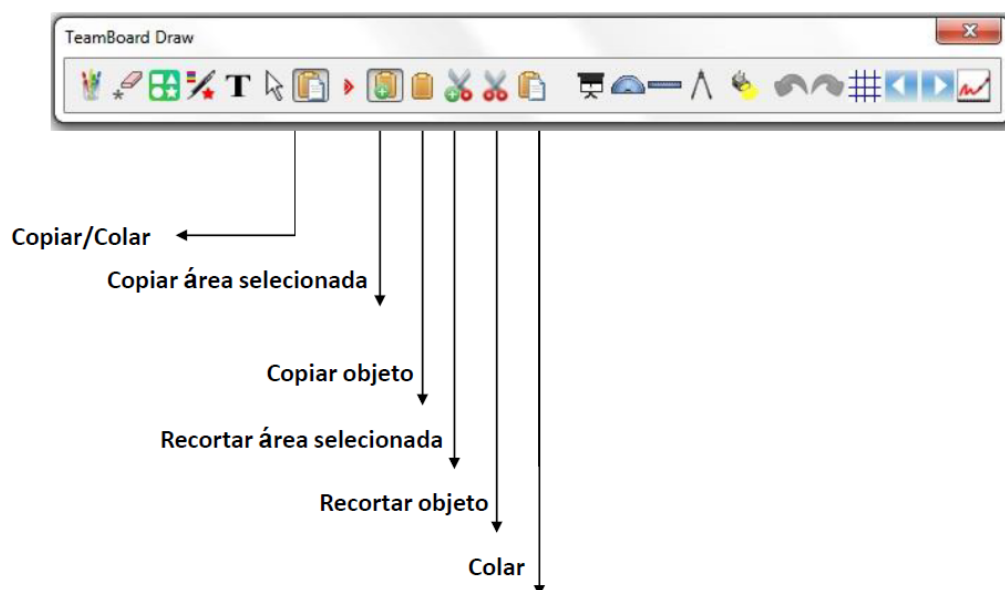 TeamBoard Draw
T
Copiar/Colar
Copiar área selecionada
Copiar objeto
Recortar área selecionada
Recortar objeto
Colar